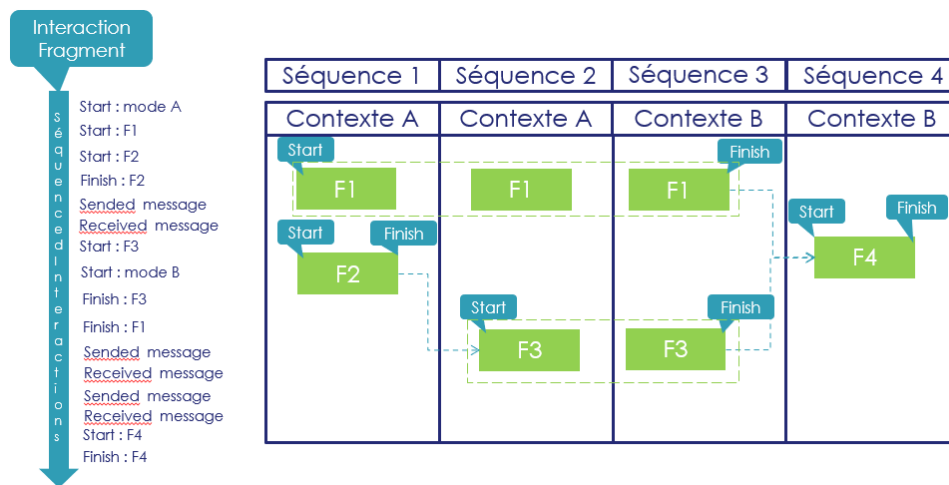 Interaction
Fragment
SéquencedInteractions
Start : mode A
Start : F1
Start : F2
Finish : F2
Sended message
Received message
Start : F3
Start : mode B
Finish : F3
Finish : F1
Sended message
Received message
Sended message
Received message
Start : F4
Finish : F4
Séquence 1 Séquence 2 Séquence 3 Séquence 4
Contexte A Contexte A Contexte B Contexte B
Start Finish
F1 F1 F1
Start Finish Start Finish
F2 F4
Start Finish
F3 F3